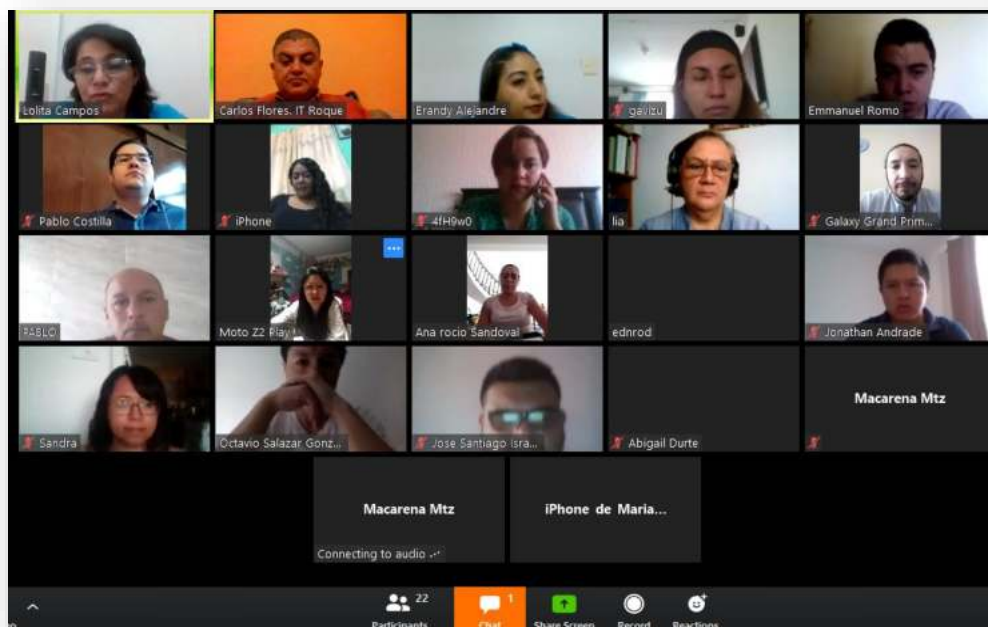 Lolita Campos
Carlos Flores. IT Roque
Erandy Alejandre
gavizu
Emmanuel Romo
Pablo Costilla
iPhone
4fH9w0
lia
Galaxy Grand Prim...
PABLO
Moto Z2 Play
Ana rocio Sandoval
ednrod
Jonathan Andrade
Sandra
Octavio Salazar Gonz...
Jose Santiago Isra...
Abigail Durte
Macarena Mtz
Macarena Mtz
Connecting to audio
iPhone de Maria...
22
Participants
1
Chat
Share Screen
Record
Reactions